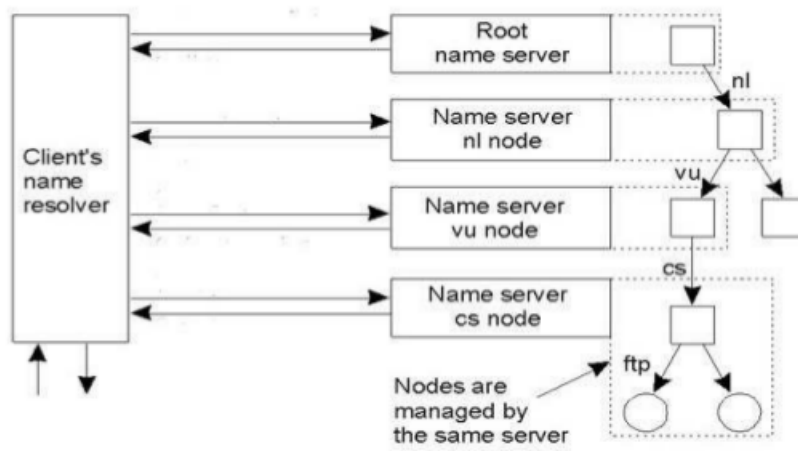 Root
name server
nl
Name server
nl node
Client's
name
resolver
vu
Name server
vu node
cs
Name server
cs node
ftp
Nodes are
managed by
the same server